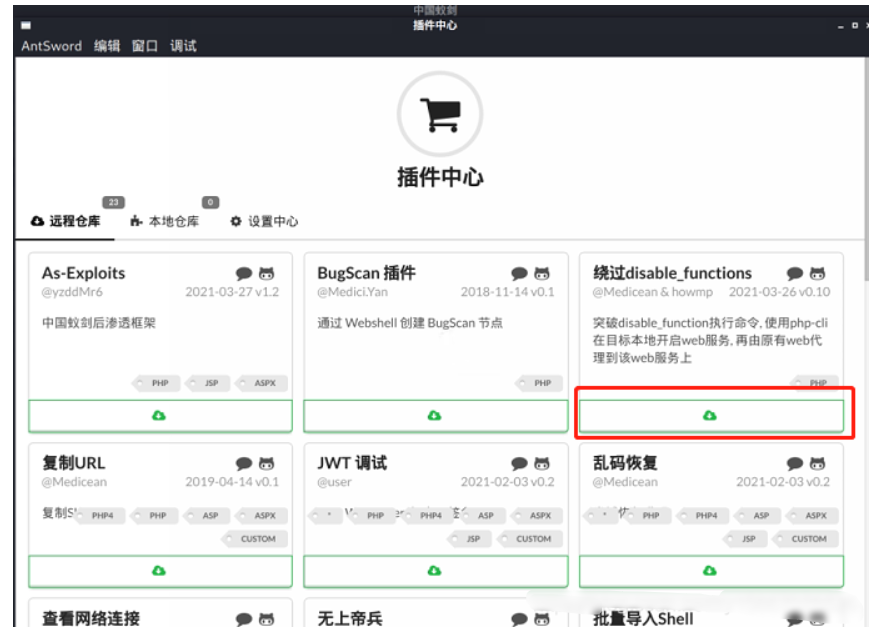 中国蚁剑
插件中心
AntSword 编辑 窗口 调试
插件中心
23 0
远程仓库 本地仓库 设置中心
As-Exploits
@yzddMr6 2021-03-27 v1.2
中国蚁剑后渗透框架
PHP JSP ASPX
BugScan 插件
@Medici.Yan 2018-11-14 v0.1
通过 Webshell 创建 BugScan 节点
PHP
绕过disable_functions
@Medicean & howmp 2021-03-26 v0.10
突破disable_function执行命令, 使用php-cli
在目标本地开启web服务, 再由原有web代
理到该web服务上
PHP
复制URL
@Medicean 2019-04-14 v0.1
PHP4 PHP ASP ASPX
CUSTOM
JWT 调试
@user 2021-02-03 v0.2
* PHP PHP4 ASP ASPX
JSP CUSTOM
乱码恢复
@Medicean 2021-02-03 v0.2
* PHP PHP4 ASP ASPX
JSP CUSTOM
查看网络连接
无上帝兵
批量导入Shell